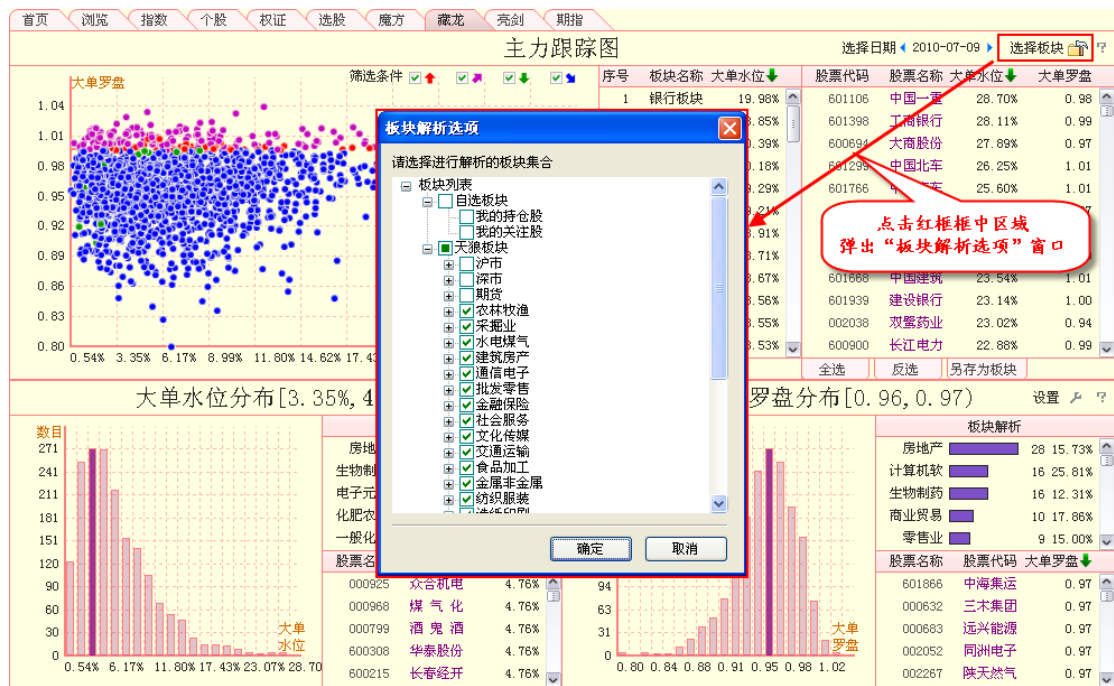 首页 浏览 指数 个股 权证 选股 魔方 藏龙 亮剑 期指
主力跟踪图
选择日期 2010-07-09 选择板块 ?
大单罗盘
筛选条件
1.04
1.01
0.98
0.95
0.92
0.89
0.86
0.83
0.80
0.54% 3.35% 6.17% 8.99% 11.80% 14.62% 17.43
序号 板块名称 大单水位
1 银行板块 19.98%
.85%
.39%
.18%
.29%
.21%
.91%
.71%
.67%
.56%
.55%
.53%
股票代码 股票名称 大单水位 大单罗盘
601106 中国一重 28.70% 0.98
601398 工商银行 28.11% 0.99
600694 大商股份 27.89% 0.97
601299 中国北车 26.25% 1.01
601766 25.60% 1.01
601668 中国建筑 23.54% 1.01
601939 建设银行 23.14% 1.00
002038 双鹭药业 23.02% 0.94
600900 长江电力 22.88% 0.99
全选 反选 另存为板块
点击红框框中区域
弹出“板块解析选项”窗口
板块解析选项
请选择进行解析的板块集合
板块列表
自选板块
我的持仓股
我的关注股
天狼板块
沪市
深市
期货
农林牧渔
采掘业
水电煤气
建筑房产
通信电子
批发零售
金融保险
社会服务
文化传媒
交通运输
食品加工
金属非金属
纺织服装
造纸印刷
确定 取消
大单水位分布[3.35%,4
数目
271
241
211
181
151
120
90
60
30
0
大单
水位
0.54% 6.17% 11.80% 17.43% 23.07% 28.70
房地
生物制
电子元
化肥农
一般化
股票名
000925 众合机电 4.76%
000968 煤气化 4.76%
000799 酒鬼酒 4.76%
600308 华泰股份 4.76%
600215 长春经开 4.76%
罗盘分布[0.96,0.97)
设置 ?
94
63
31
0
大单
罗盘
0.80 0.84 0.88 0.91 0.95 0.98 1.02
板块解析
房地产 28 15.73%
计算机软 16 25.81%
生物制药 16 12.31%
商业贸易 10 17.86%
零售业 9 15.00%
股票名称 股票代码 大单罗盘
601866 中海集运 0.97
000632 三木集团 0.97
000683 远兴能源 0.97
002052 同洲电子 0.97
002267 陕天然气 0.97